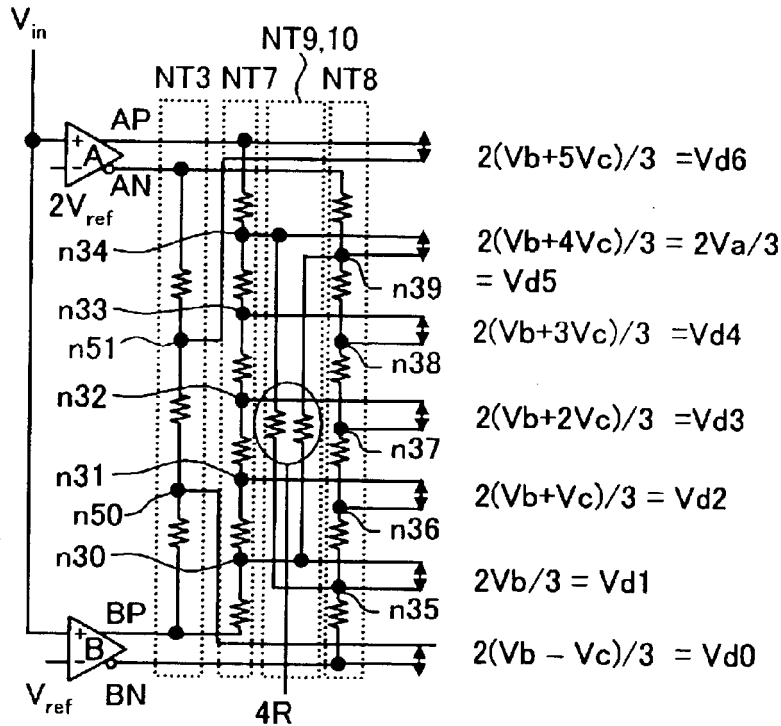 V_in
NT9,10
NT3 NT7 NT8
AP
+
A
−
AN
2V_ref
2(Vb+5Vc)/3 =Vd6
n34
2(Vb+4Vc)/3 = 2Va/3
= Vd5
n39
n33
2(Vb+3Vc)/3 =Vd4
n51
n38
n32
2(Vb+2Vc)/3 =Vd3
n37
n31
2(Vb+Vc)/3 = Vd2
n50
n36
n30
2Vb/3 = Vd1
n35
BP
+
B
−
2(Vb − Vc)/3 = Vd0
V_ref
BN
4R